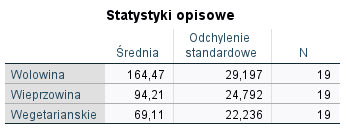 Statystyki opisowe
Średnia Odchylenie standardowe N
Wolowina 164,47 29,197 19
Wieprzowina 94,21 24,792 19
Wegetarianskie 69,11 22,236 19